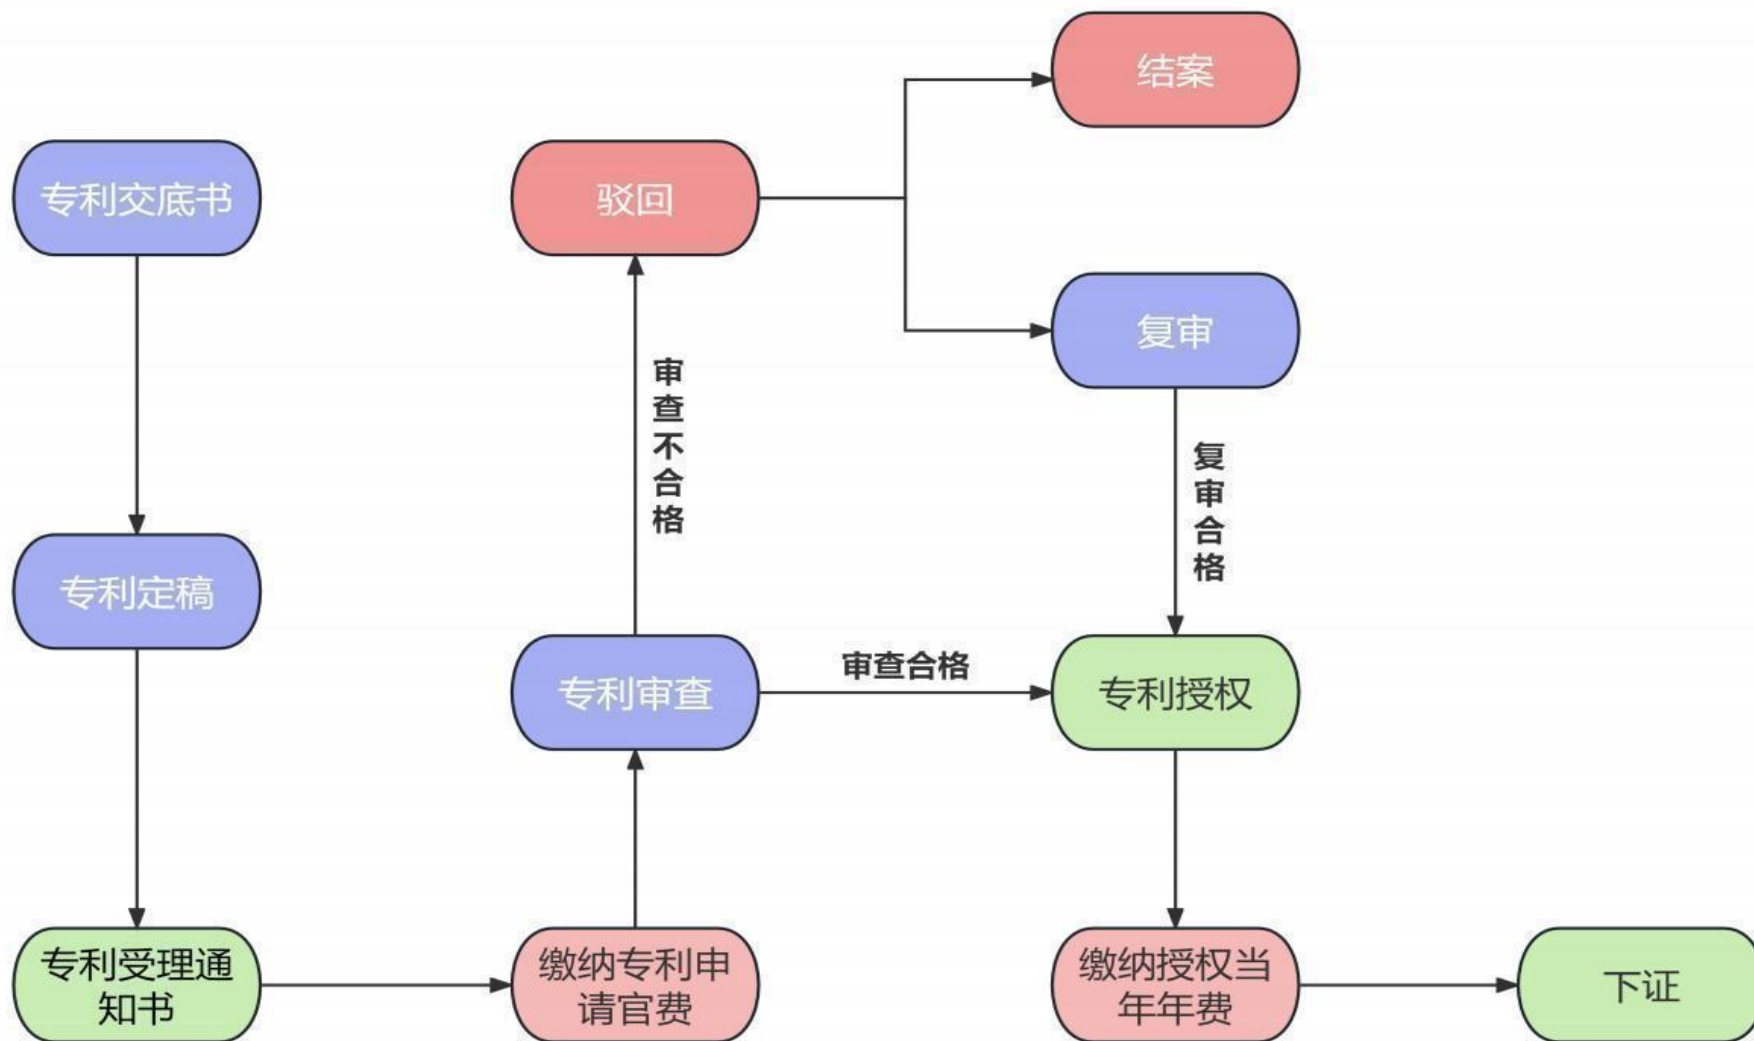 结案
专利交底书
驳回
复审
审查不合格
复审合格
专利定稿
专利审查
审查合格
专利授权
专利受理通
知书
缴纳专利申
请官费
缴纳授权当
年年费
下证